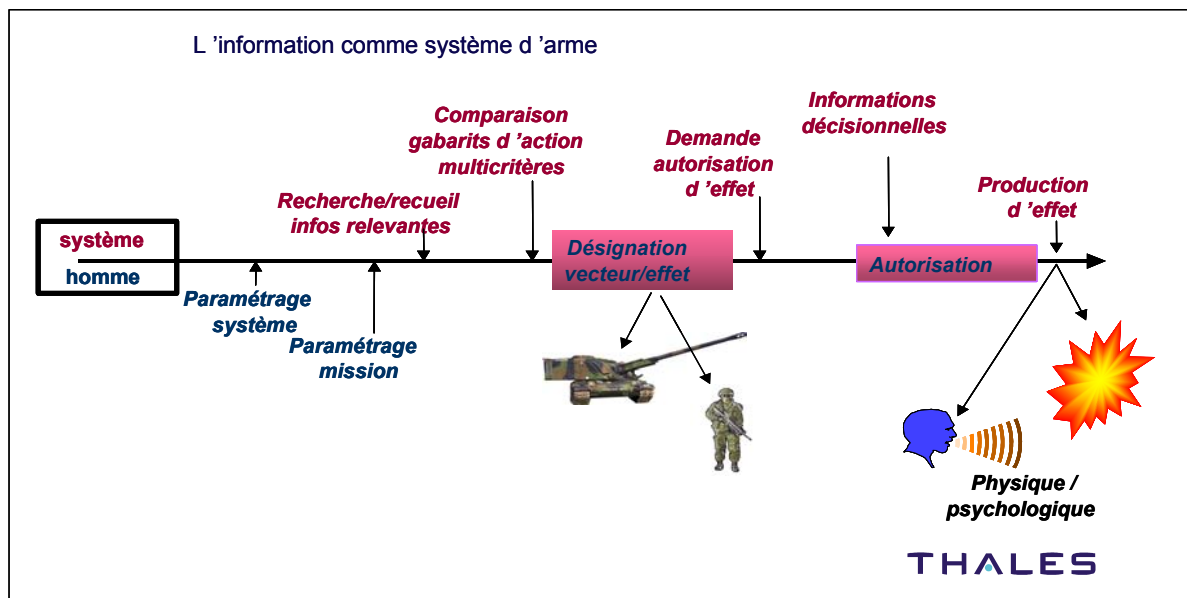 L ’information comme système d ’arme
Comparaison
gabarits d ’action
multicritères
Informations
décisionnelles
Demande
autorisation
d ’effet
Production
d ’effet
Recherche/recueil
infos relevantes
système
homme
Désignation
vecteur/effet
Autorisation
Paramétrage
système
Paramétrage
mission
Physique /
psychologique
THALES